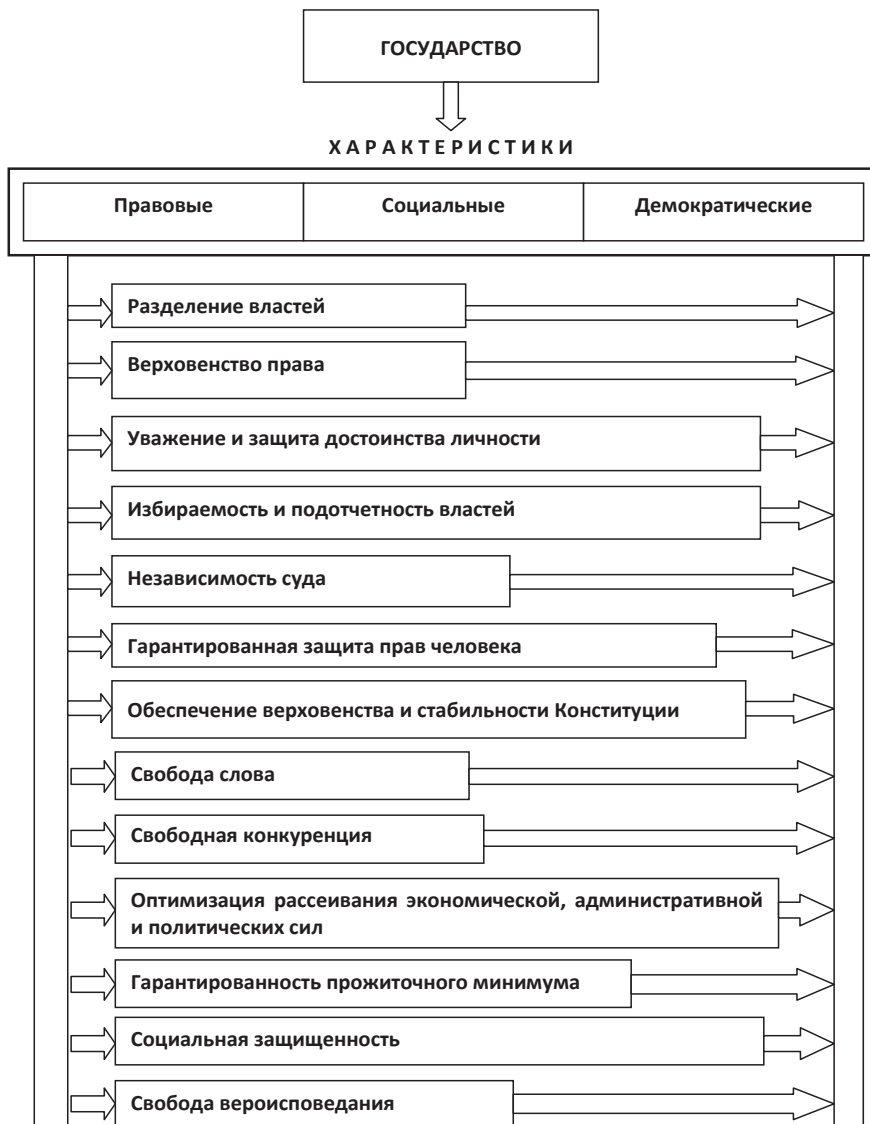 ГОСУДАРСТВО
ХАРАКТЕРИСТИКИ
Правовые Социальные Демократические
Разделение властей
Верховенство права
Уважение и защита достоинства личности
Избираемость и подотчетность властей
Независимость суда
Гарантированная защита прав человека
Обеспечение верховенства и стабильности Конституции
Свобода слова
Свободная конкуренция
Оптимизация рассеивания экономической, административной
и политических сил
Гарантированность прожиточного минимума
Социальная защищенность
Свобода вероисповедания